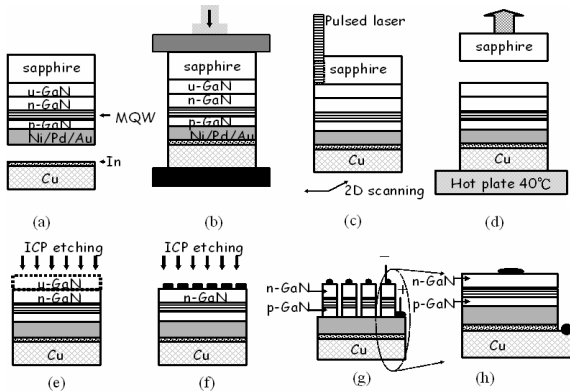 sapphire
u-GaN
n-GaN
p-GaN
Ni/Pd/Au
MQW
In
Cu
(a)
sapphire
u-GaN
n-GaN
p-GaN
Ni/Pd/Au
Cu
(b)
Pulsed laser
sapphire
Cu
2D scanning
(c)
sapphire
Cu
Hot plate 40℃
(d)
ICP etching
u-GaN
n-GaN
Cu
(e)
ICP etching
n-GaN
Cu
(f)
−
+
n-GaN
p-GaN
Cu
(g)
n-GaN
p-GaN
Cu
(h)